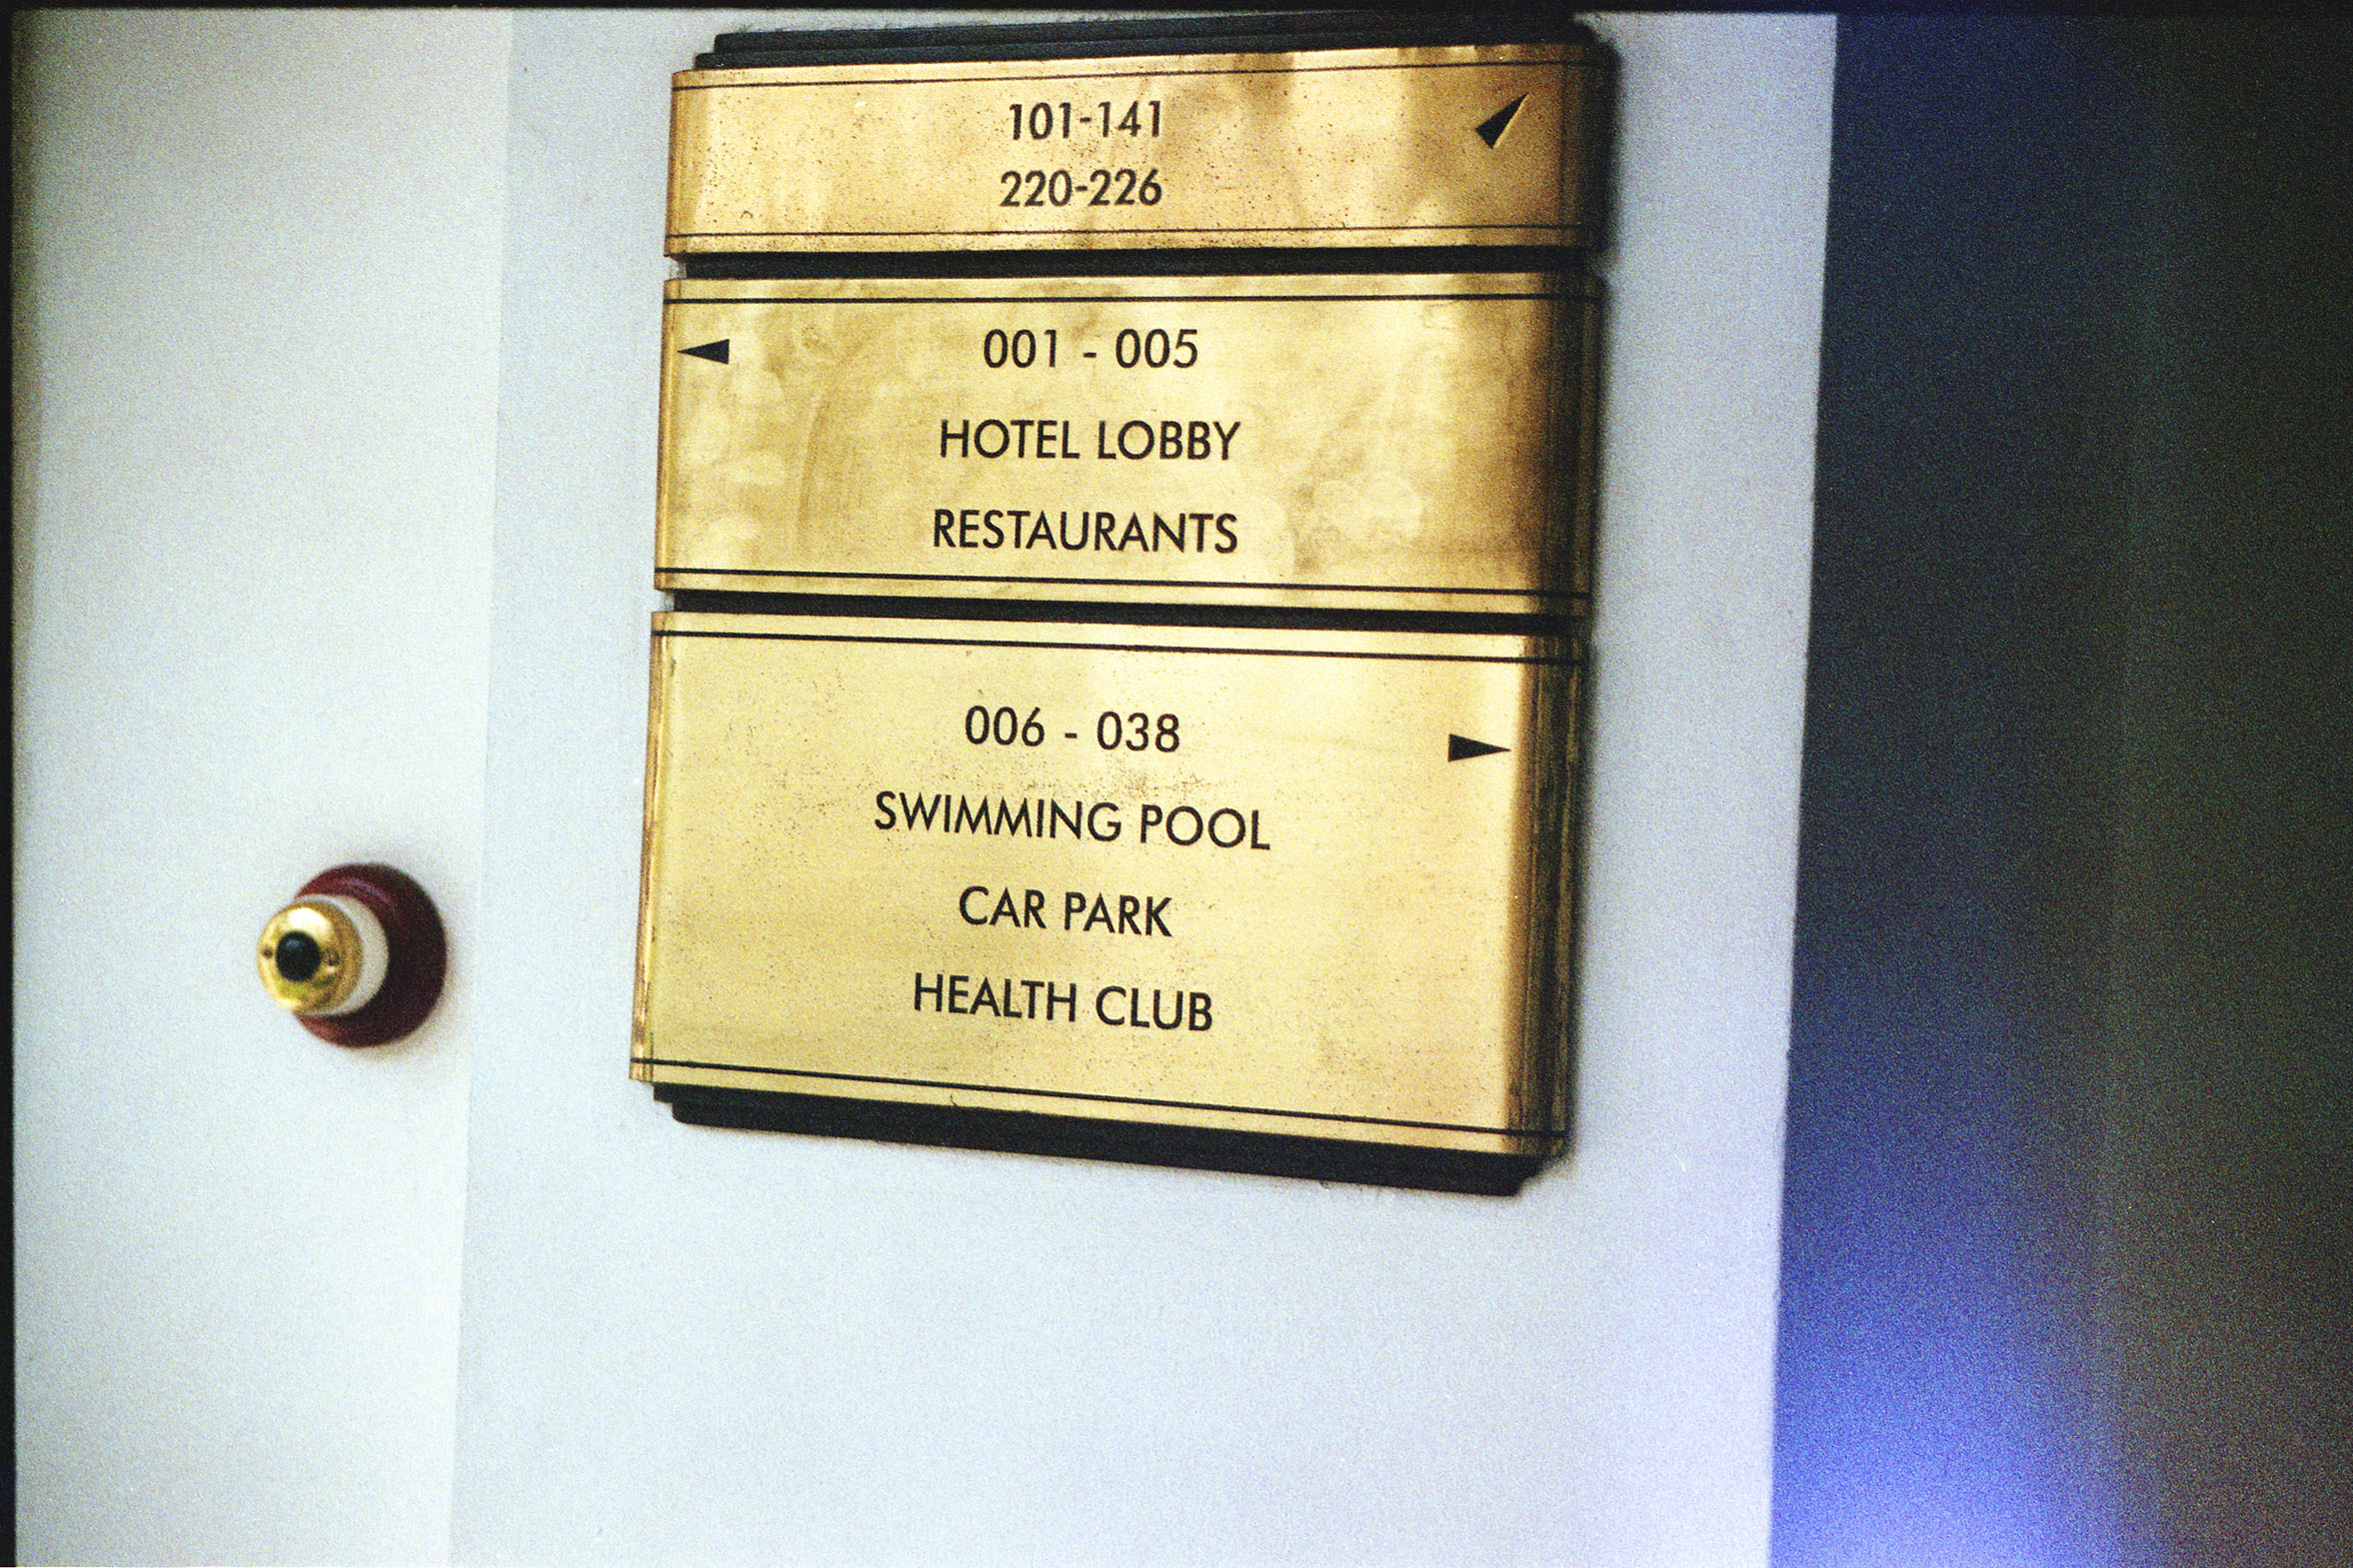 101-141
220-226
001 - 005
HOTEL LOBBY
RESTAURANTS
006 - 038
SWIMMING POOL
CAR PARK
HEALTH CLUB